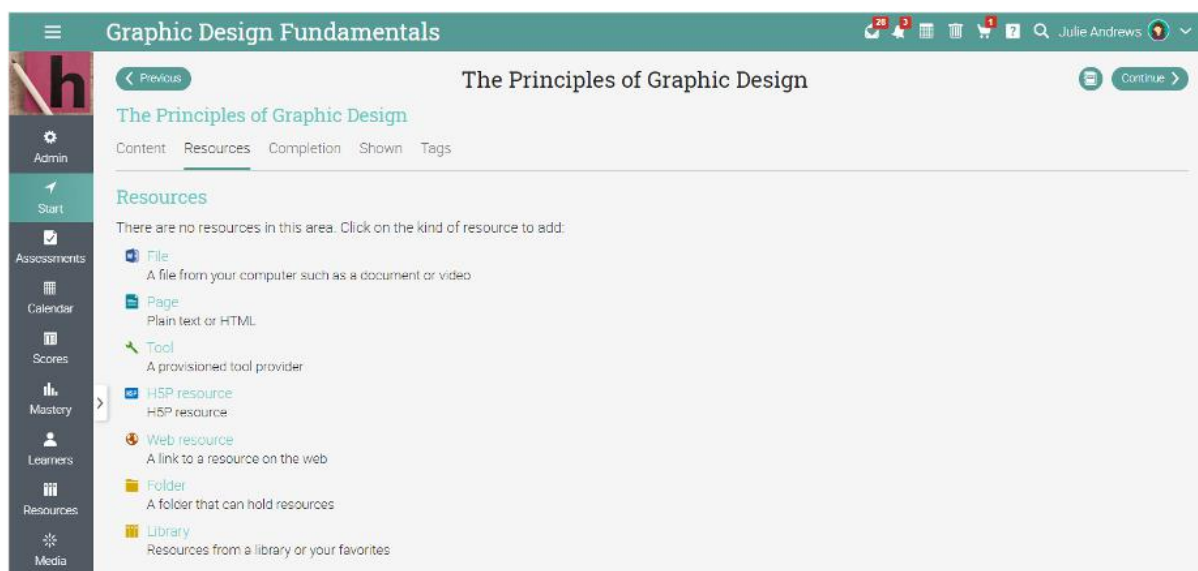 Graphic Design Fundamentals
28
3
1
?
Julie Andrews
h
Previous
The Principles of Graphic Design
Continue
The Principles of Graphic Design
Content Resources Completion Shown Tags
Admin
Start
Assessments
Calendar
Scores
Mastery
Learners
Resources
Media
Resources
There are no resources in this area. Click on the kind of resource to add:
File
A file from your computer such as a document or video
Page
Plain text or HTML
Tool
A provisioned tool provider
H5P
H5P resource
H5P resource
Web resource
A link to a resource on the web
Folder
A folder that can hold resources
Library
Resources from a library or your favorites